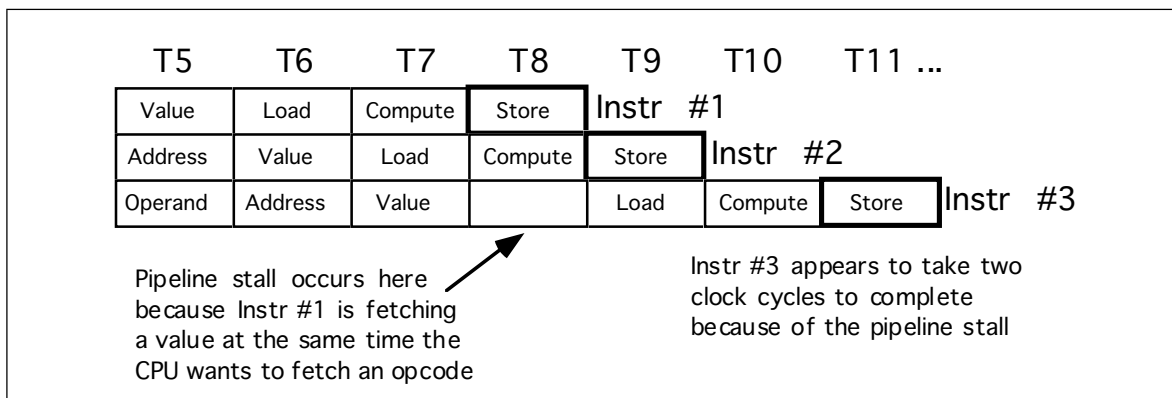 T5 T6 T7 T8 T9 T10 T11 ...
Value Load Compute Store Instr #1
Address Value Load Compute Store Instr #2
Operand Address Value Load Compute Store Instr #3
Pipeline stall occurs here
because Instr #1 is fetching
a value at the same time the
CPU wants to fetch an opcode
Instr #3 appears to take two
clock cycles to complete
because of the pipeline stall